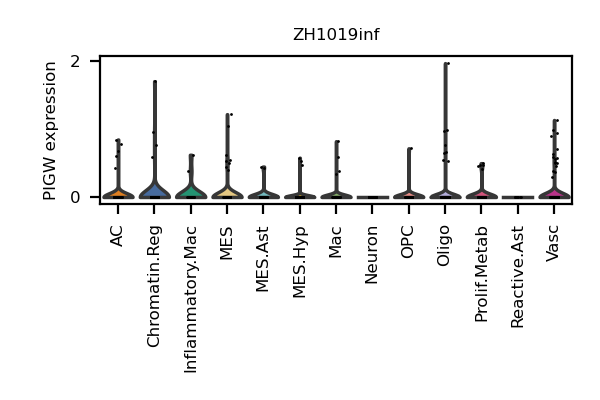 ZH1019inf
PIGW expression
2
0
AC
Chromatin.Reg
Inflammatory.Mac
MES
MES.Ast
MES.Hyp
Mac
Neuron
OPC
Oligo
Prolif.Metab
Reactive.Ast
Vasc